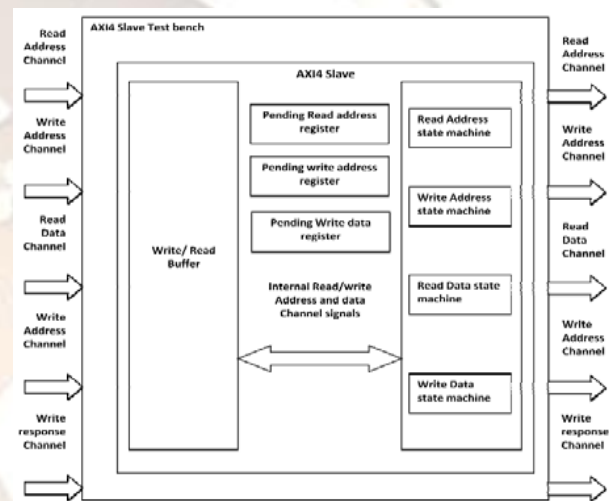 AXI4 Slave Test bench
Read
Address
Channel
Write
Address
Channel
Read
Data
Channel
Write
Address
Channel
Write
response
Channel
AXI4 Slave
Write/ Read
Buffer
Pending Read address
register
Pending write address
register
Pending Write data
register
Internal Read/write
Address and data
Channel signals
Read Address
state machine
Write Address
state machine
Read Data state
machine
Write Data
state machine
Read
Address
Channel
Write
Address
Channel
Read
Data
Channel
Write
Address
Channel
Write
response
Channel